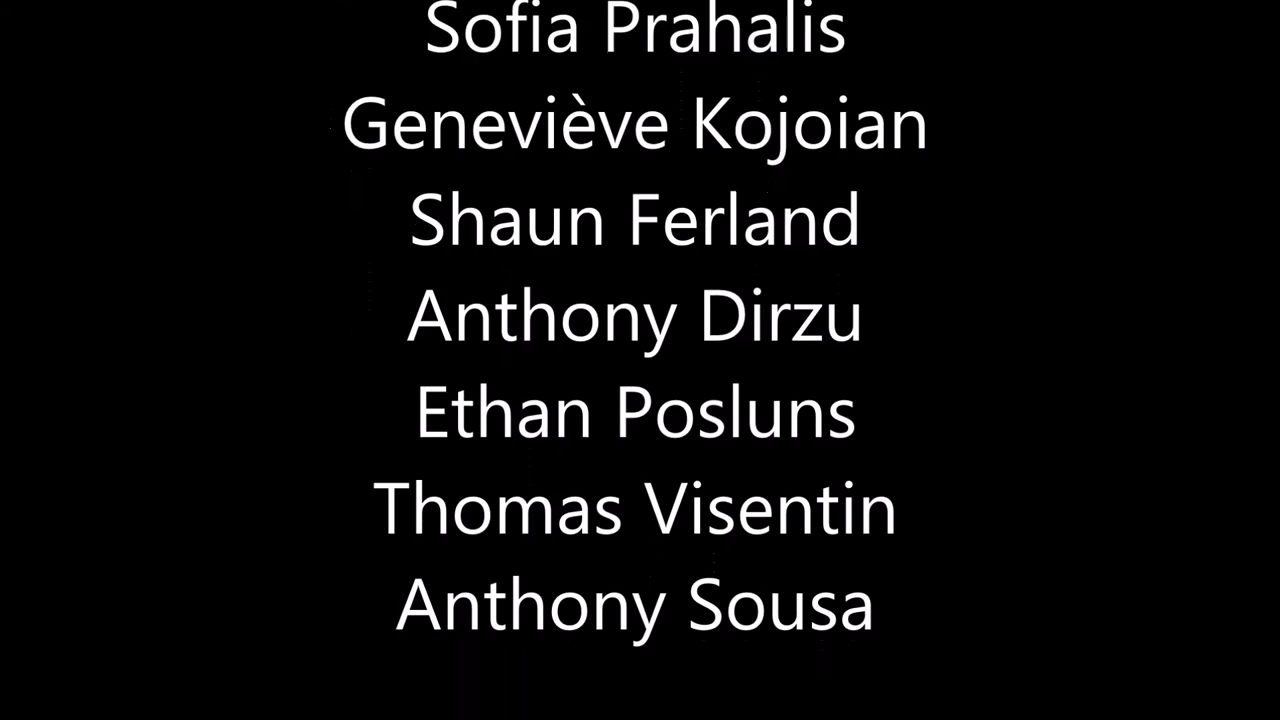 Sofia Prahalis
Geneviève Kojoian
Shaun Ferland
Anthony Dirzu
Ethan Posluns
Thomas Visentin
Anthony Sousa